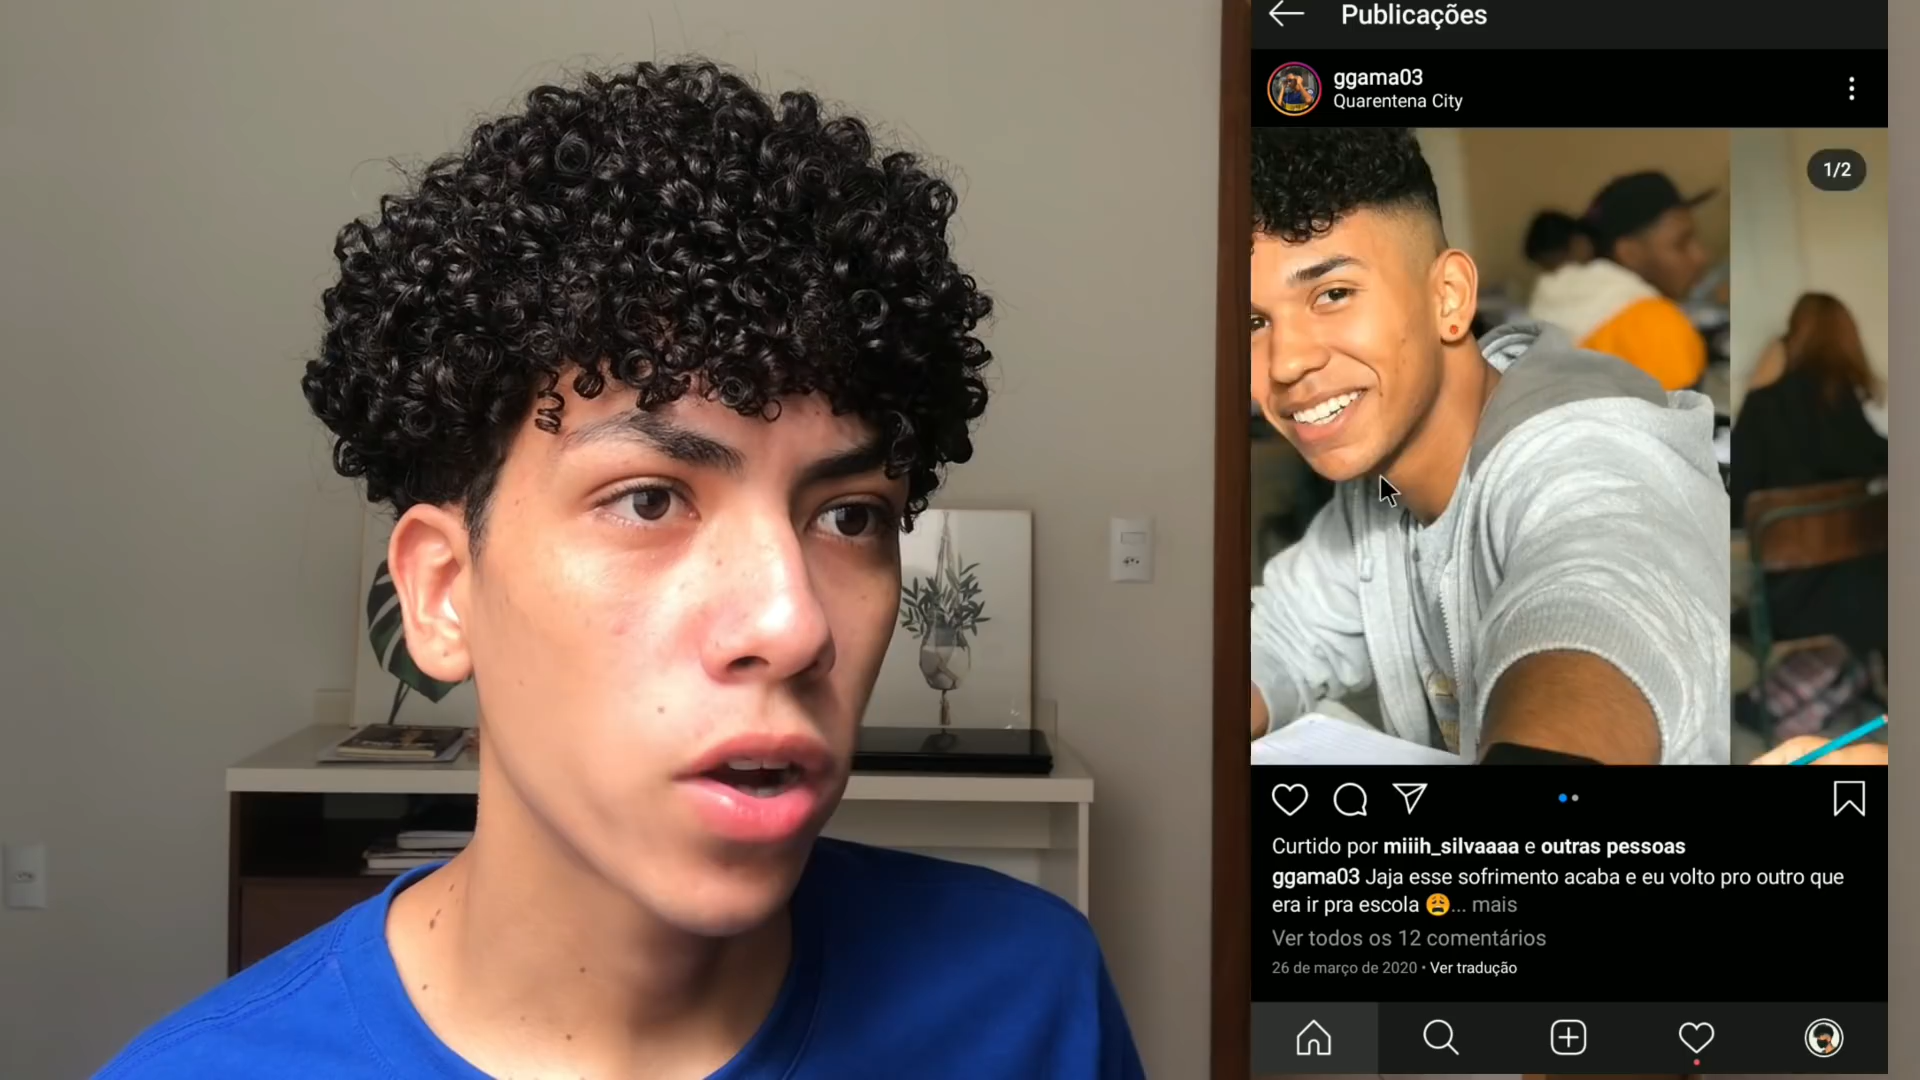 Publicações
ggama03
Quarentena City
1/2
Curtido por miiih_silvaaaa e outras pessoas
ggama03 Jaja esse sofrimento acaba e eu volto pro outro que
era ir pra escola 😩... mais
Ver todos os 12 comentários
26 de março de 2020 • Ver tradução